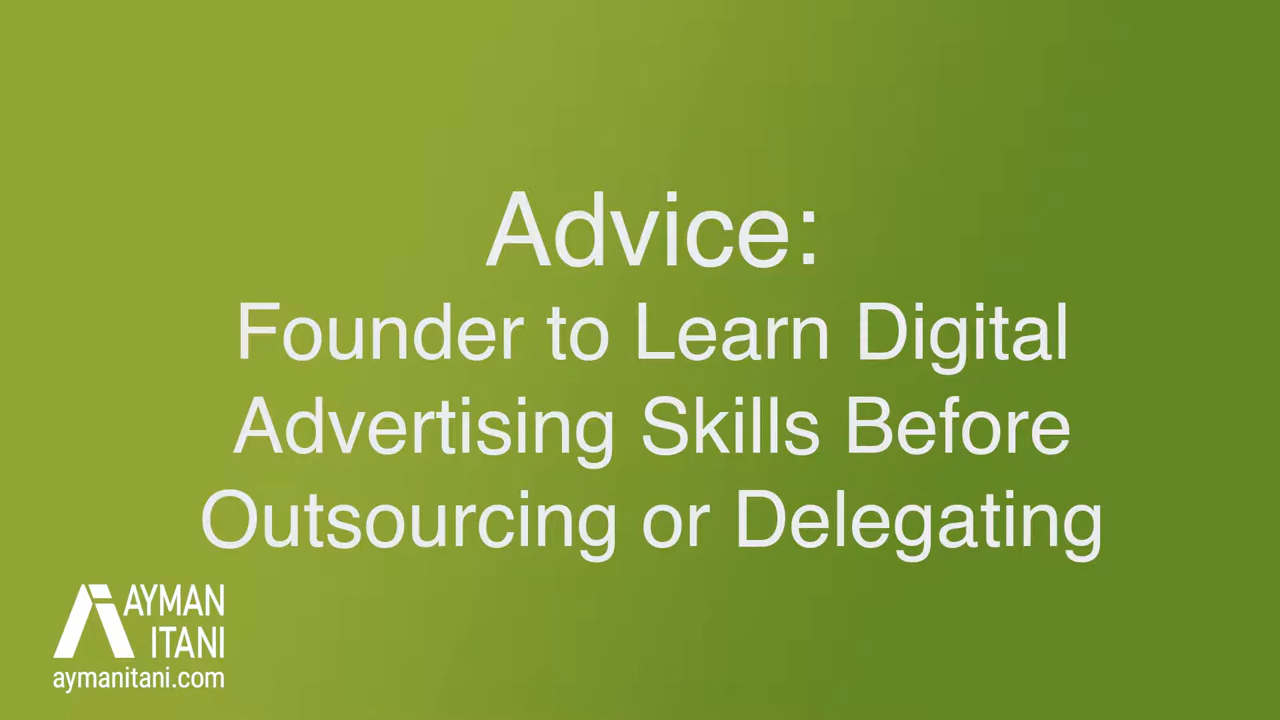 Advice:
Founder to Learn Digital
Advertising Skills Before
Outsourcing or Delegating
AYMAN
ITANI
aymanitani.com